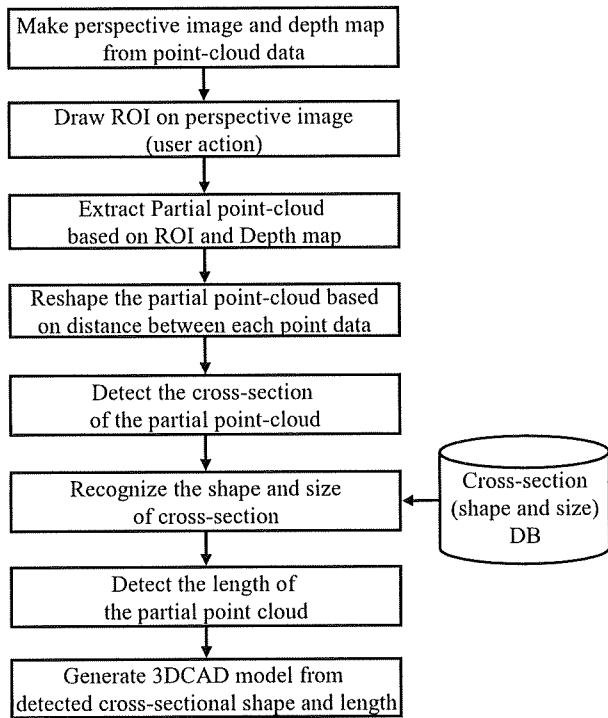 Make perspective image and depth map
from point-cloud data
Draw ROI on perspective image
(user action)
Extract Partial point-cloud
based on ROI and Depth map
Reshape the partial point-cloud based
on distance between each point data
Detect the cross-section
of the partial point-cloud
Recognize the shape and size
of cross-section
Cross-section
(shape and size)
DB
Detect the length of
the partial point cloud
Generate 3DCAD model from
detected cross-sectional shape and length